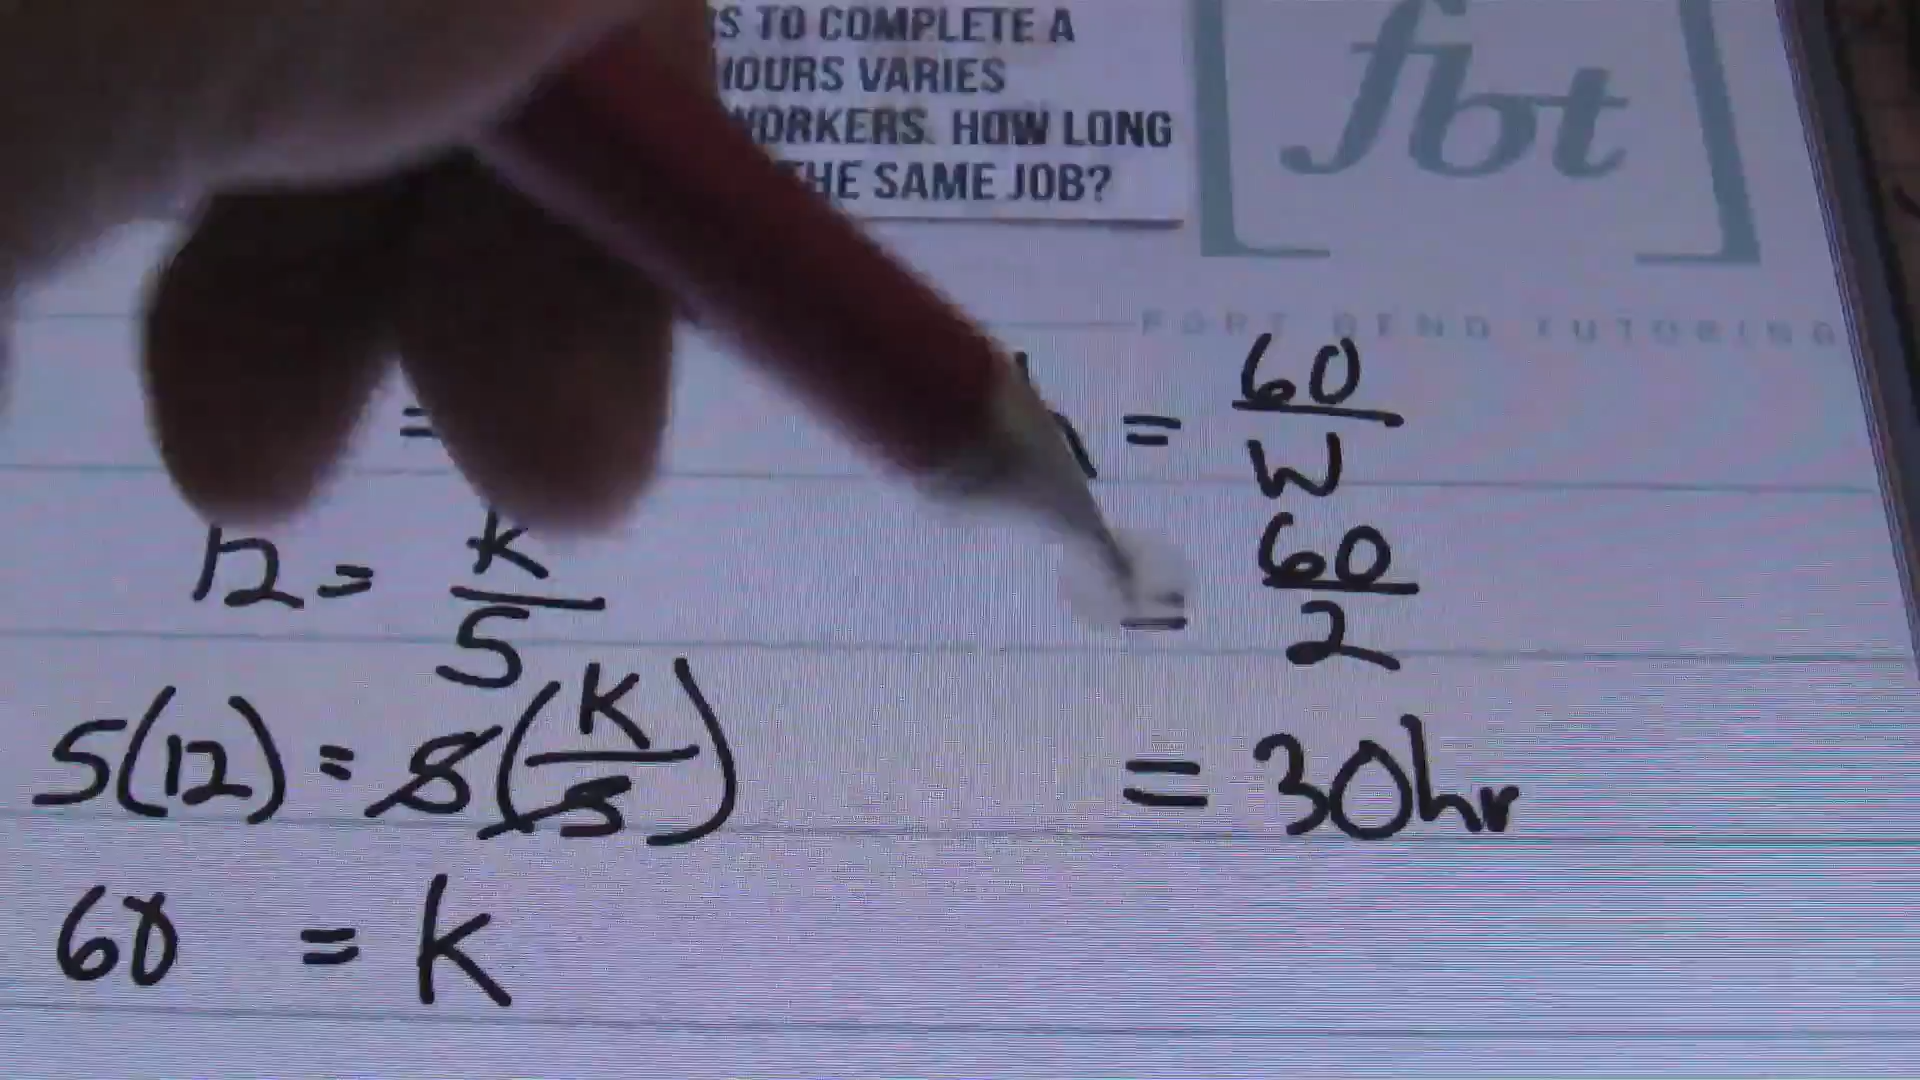 TO COMPLETE A
HOURS VARIES
WORKERS. HOW LONG
THE SAME JOB?
fbt
FORT BEND TUTORING
=
12 = K/5
5(12) = 5(K/5)
60 = K
h = 60/W
= 60/2
= 30hr